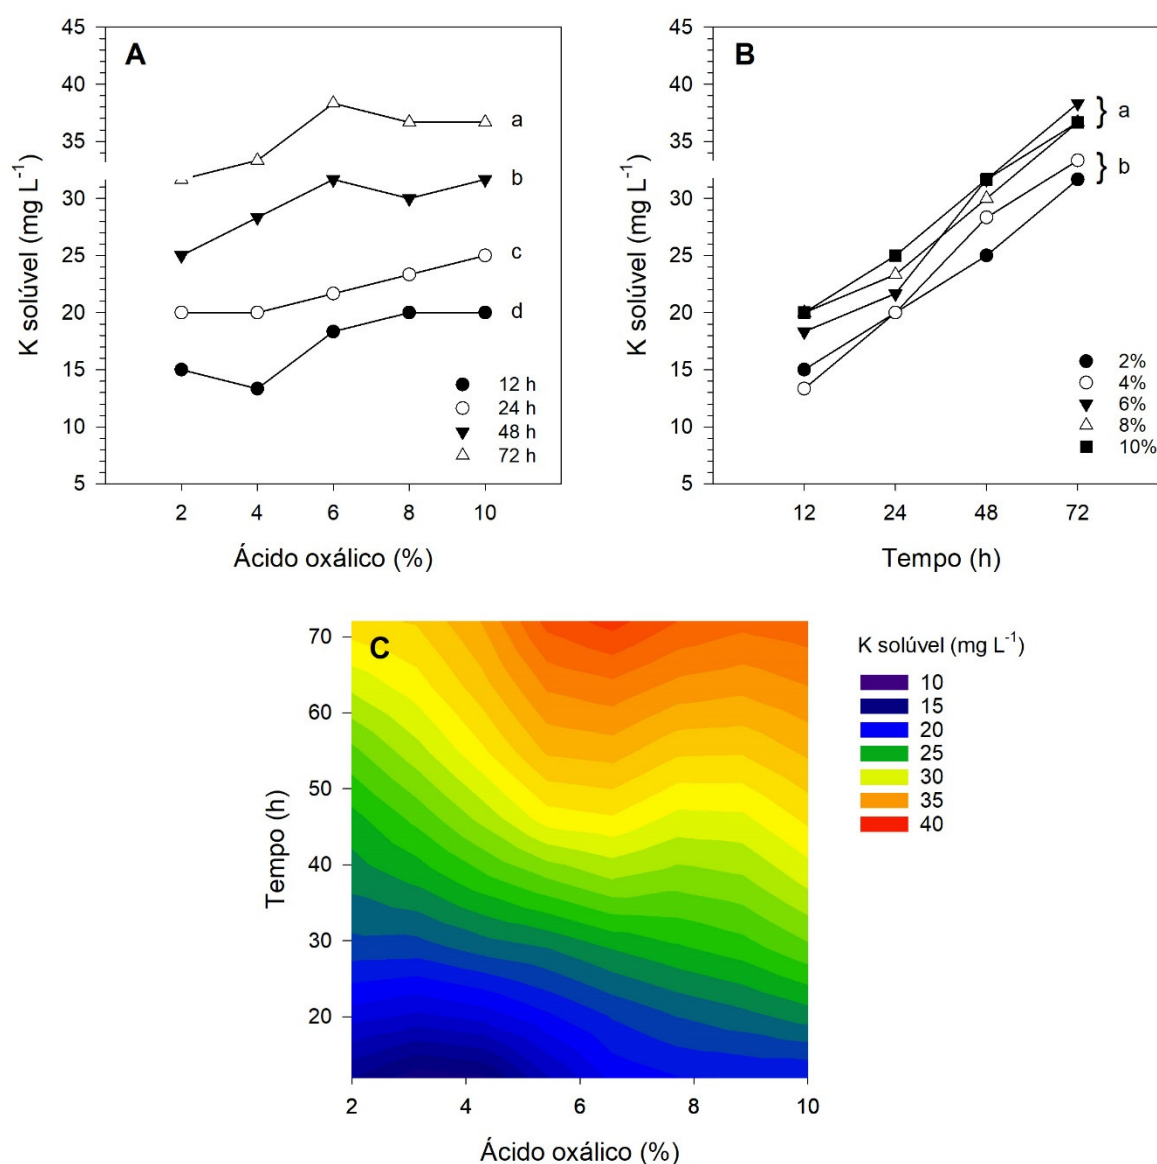 A
45
40
35
30
25
20
15
10
5
K solúvel (mg L⁻¹)
a
b
c
d
12 h
24 h
48 h
72 h
2 4 6 8 10
Ácido oxálico (%)
B
45
40
35
30
25
20
15
10
5
K solúvel (mg L⁻¹)
} a
} b
2%
4%
6%
8%
10%
12 24 48 72
Tempo (h)
C
70
60
50
40
30
20
Tempo (h)
2 4 6 8 10
Ácido oxálico (%)
K solúvel (mg L⁻¹)
10
15
20
25
30
35
40